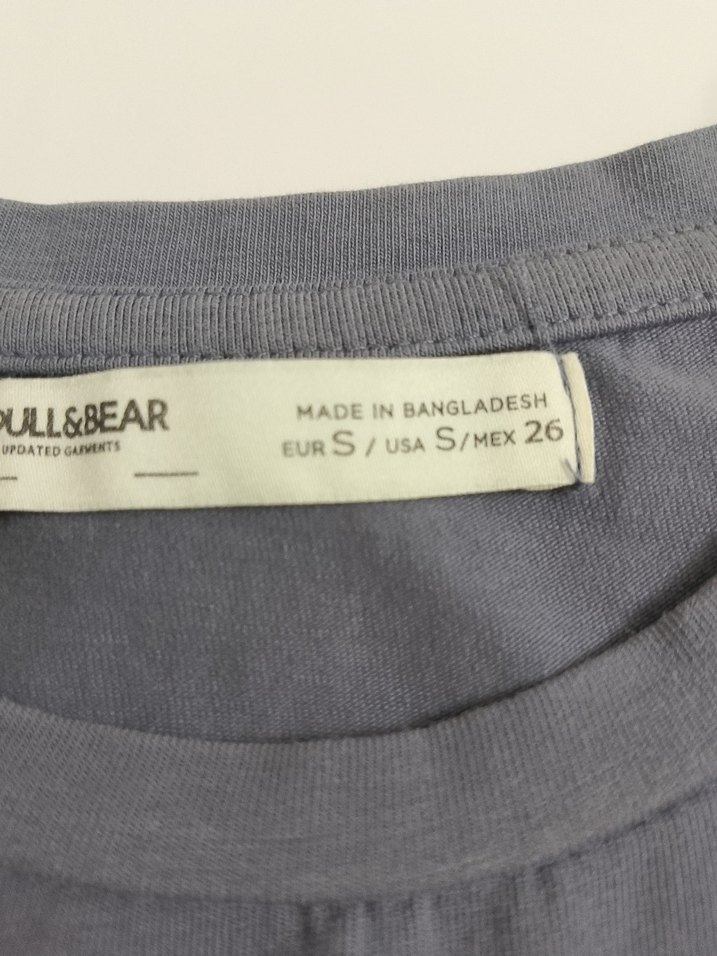 PULL&BEAR
UPDATED GARMENTS
MADE IN BANGLADESH
EUR S / USA S/MEX 26